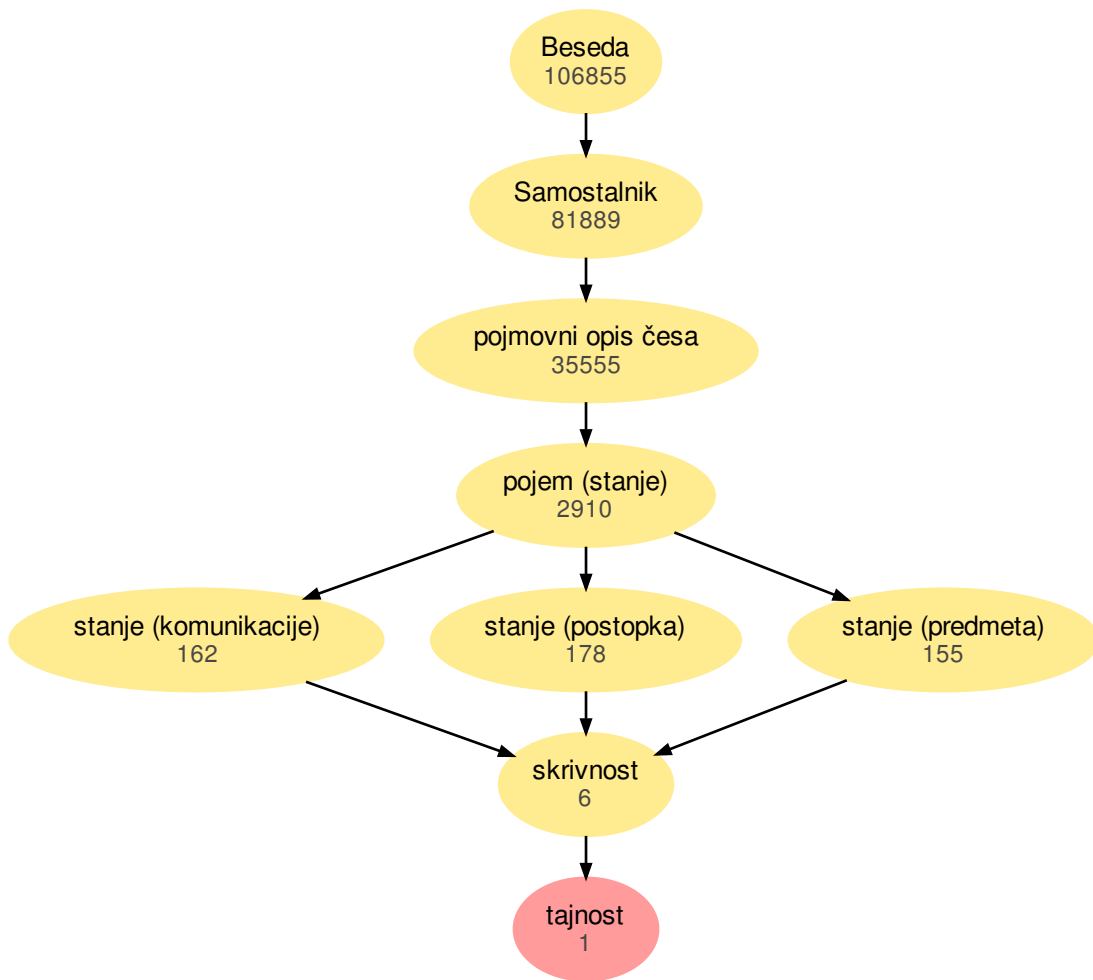 Beseda
106855
Samostalnik
81889
pojmovni opis česa
35555
pojem (stanje)
2910
stanje (komunikacije)
162
stanje (postopka)
178
stanje (predmeta)
155
skrivnost
6
tajnost
1